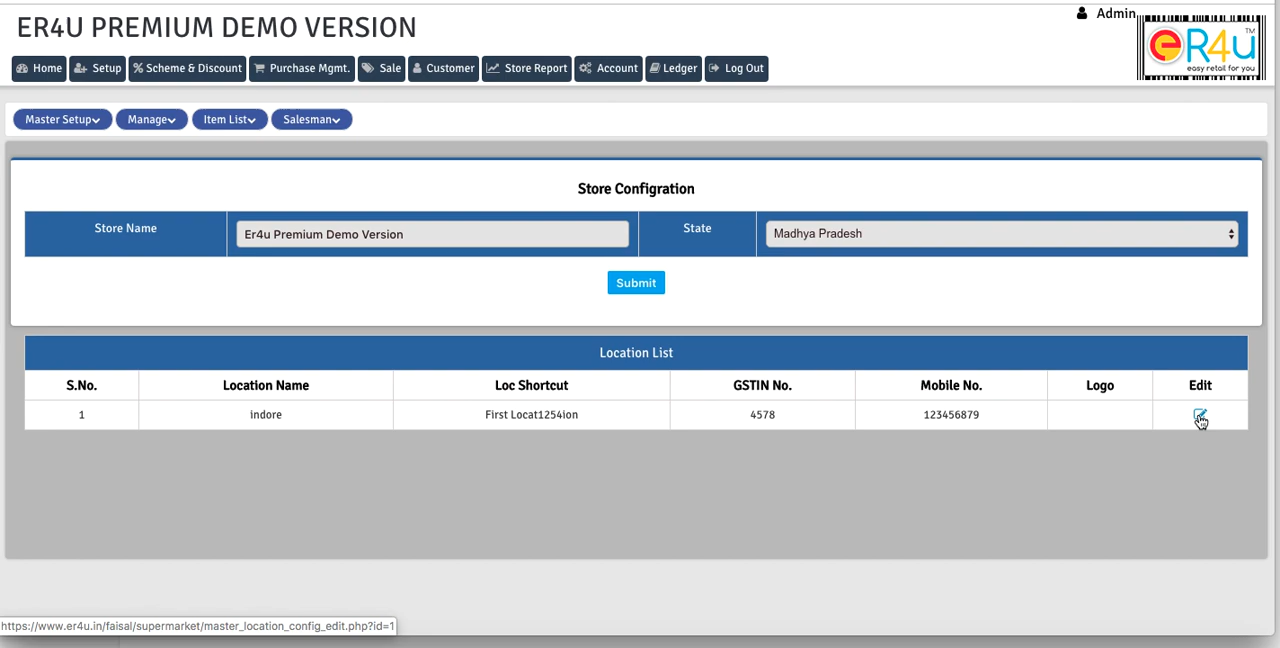 ER4U PREMIUM DEMO VERSION
Admin
eR4u TM
easy retail for you
Home Setup % Scheme & Discount Purchase Mgmt. Sale Customer Store Report Account Ledger Log Out
Master Setup Manage Item List Salesman
Store Configration
Store Name Er4u Premium Demo Version State Madhya Pradesh
Submit
Location List
S.No. Location Name Loc Shortcut GSTIN No. Mobile No. Logo Edit
1 indore First Locat1254ion 4578 123456879
https://www.er4u.in/faisal/supermarket/master_location_config_edit.php?id=1